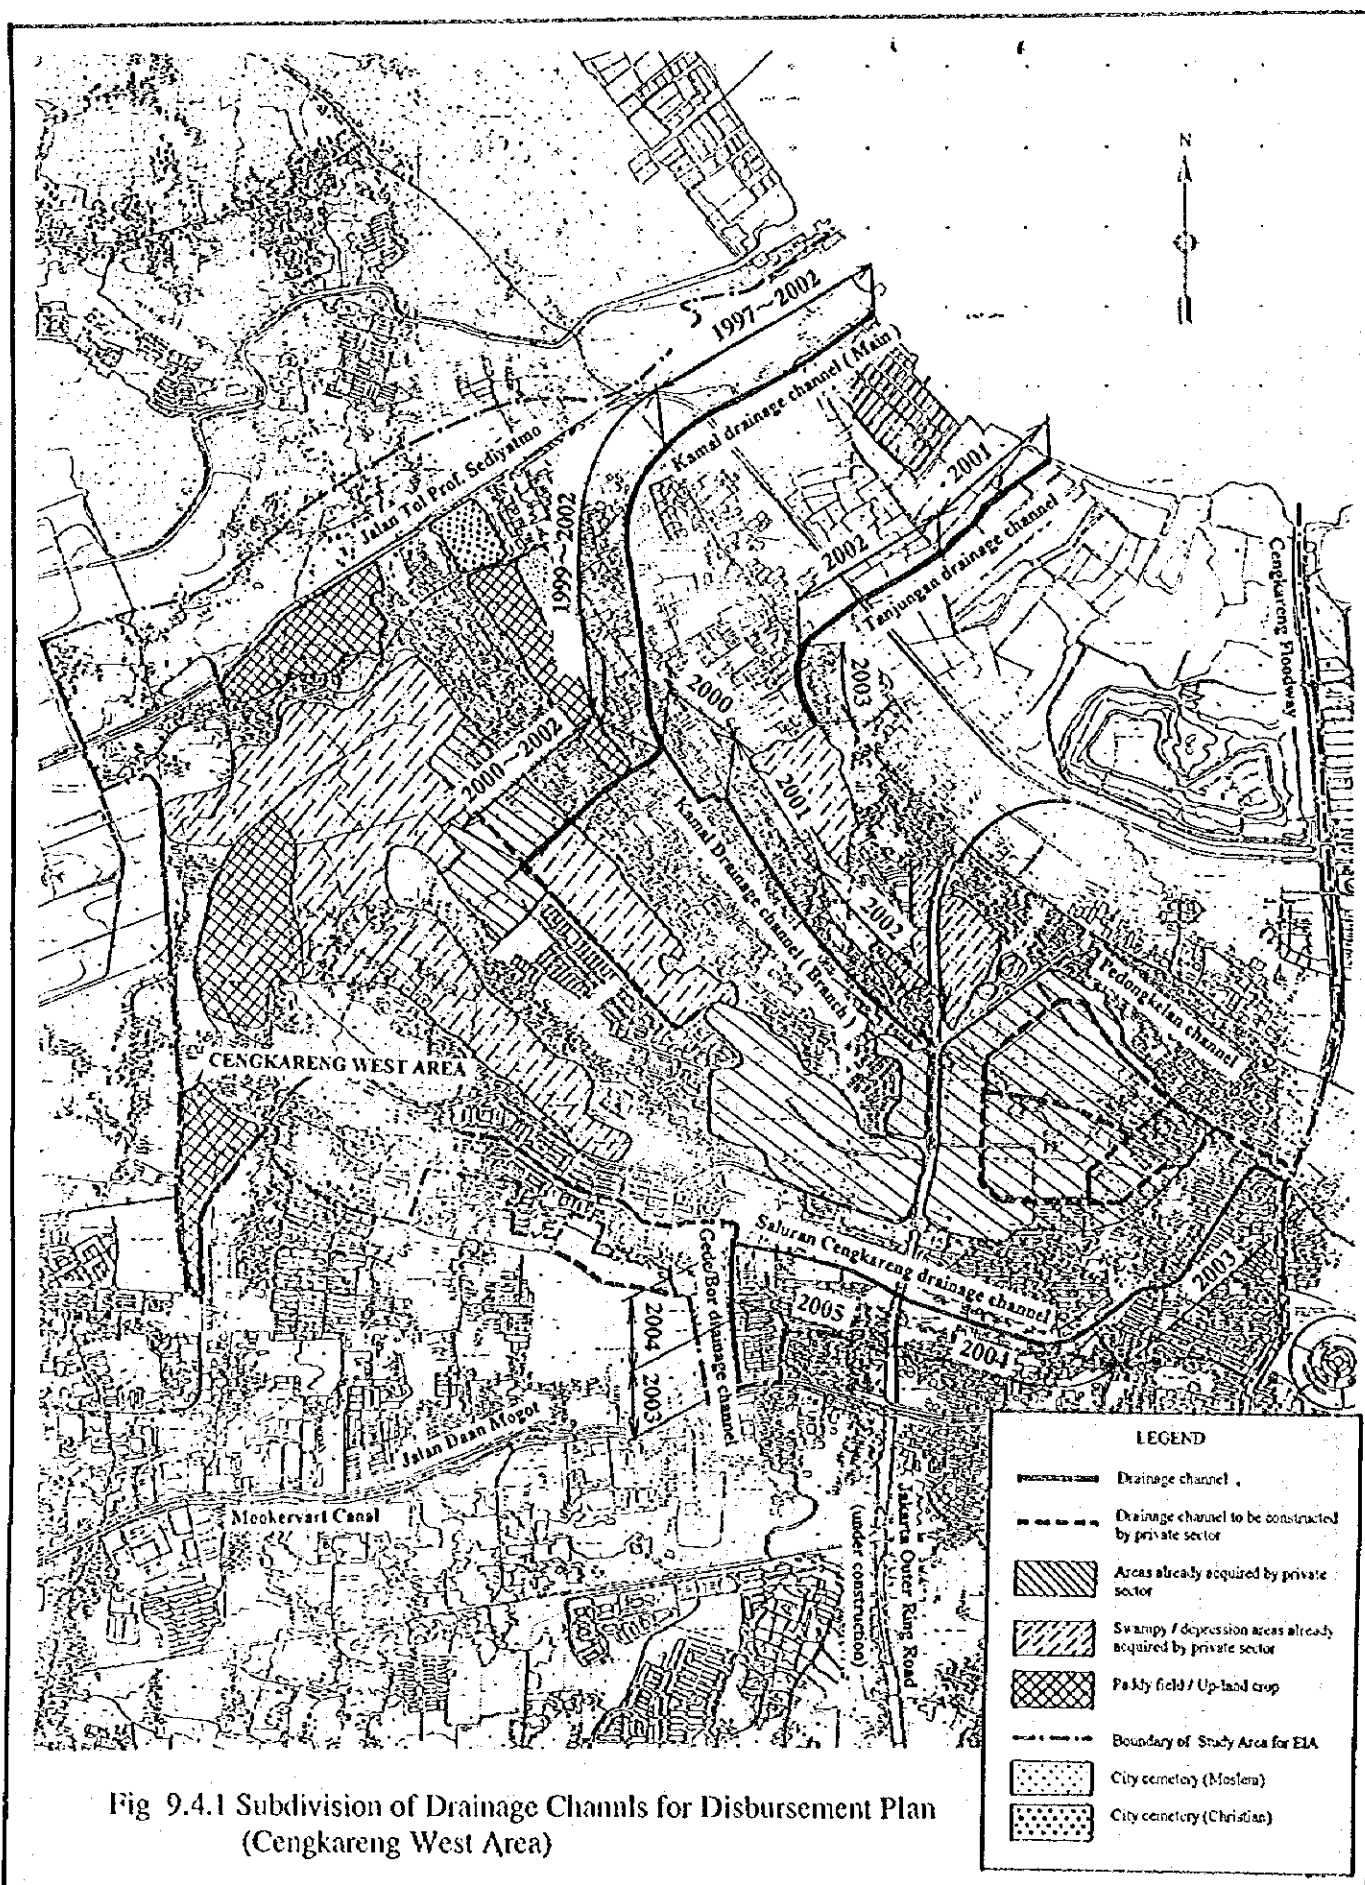 N
1997~2002
Kamal drainage channel ( Main )
Jalan Tol Prof. Sediyatmo
1999~2002
2001
2002
Tanjungan drainage channel
Cengkareng Floodway
2003
2000
2000~2002
2001
2002
Kamal Drainage channel ( Branch )
Pedongkelan channel
CENGKARENG WEST AREA
Saluran Cengkareng drainage channel
Gede/Bor drainage channel
2003
2005
2004
2004
2003
Jalan Daan Mogot
Mookervart Canal
Jakarta Outer Ring Road
(under construction)
LEGEND
Drainage channel
Drainage channel to be constructed
by private sector
Areas already acquired by private
sector
Swampy / depression areas already
acquired by private sector
Paddy field / Up-land crop
Boundary of Study Area for EIA
City cemetery (Moslem)
City cemetery (Christian)
Fig 9.4.1 Subdivision of Drainage Channls for Disbursement Plan
(Cengkareng West Area)